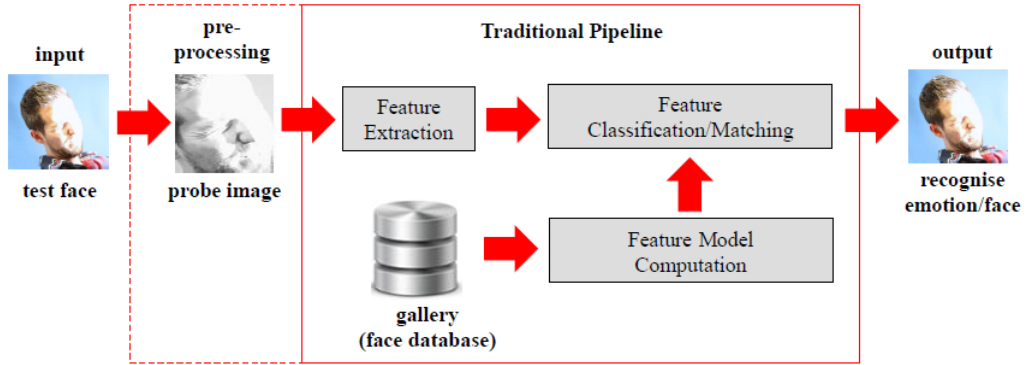 input
test face
pre-
processing
probe image
Traditional Pipeline
Feature
Extraction
Feature
Classification/Matching
gallery
(face database)
Feature Model
Computation
output
recognise
emotion/face